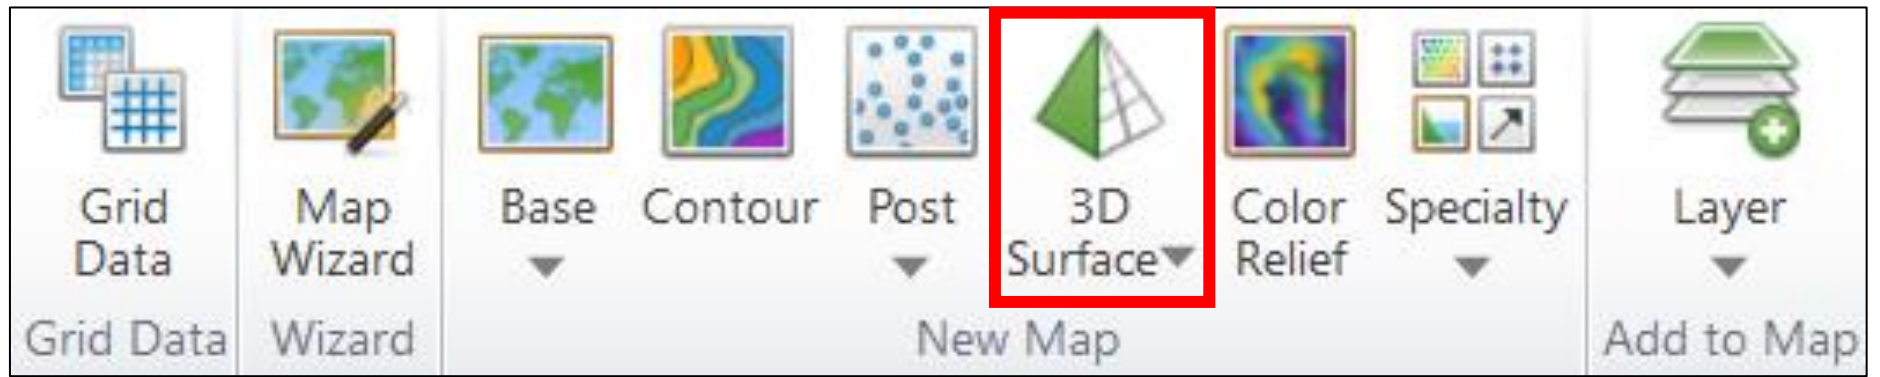 Grid
Data
Map
Wizard
Base
Contour
Post
3D
Surface
Color
Relief
Specialty
Layer
Grid Data
Wizard
New Map
Add to Map